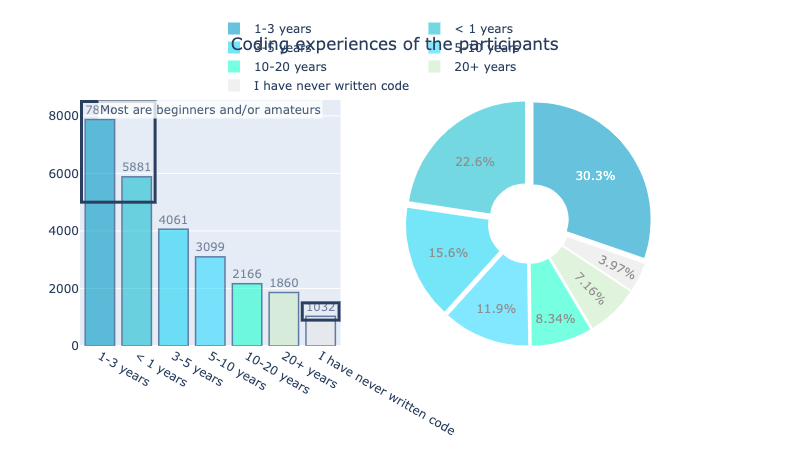 1-3 years
< 1 years
Coding experiences of the participants
3-5 years
5-10 years
10-20 years
20+ years
I have never written code
8000
6000
4000
2000
0
78
Most are beginners and/or amateurs
5881
4061
3099
2166
1860
1032
1-3 years
< 1 years
3-5 years
5-10 years
10-20 years
20+ years
I have never written code
22.6%
30.3%
15.6%
11.9%
8.34%
7.16%
3.97%